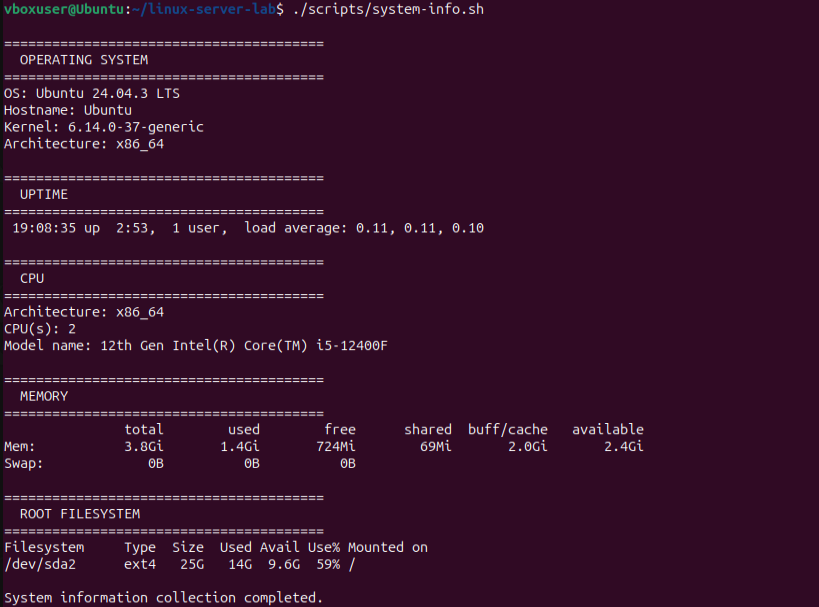 vboxuser@Ubuntu:~/linux-server-lab$ ./scripts/system-info.sh

========================================
  OPERATING SYSTEM
========================================
OS: Ubuntu 24.04.3 LTS
Hostname: Ubuntu
Kernel: 6.14.0-37-generic
Architecture: x86_64

========================================
  UPTIME
========================================
 19:08:35 up  2:53,  1 user,  load average: 0.11, 0.11, 0.10

========================================
  CPU
========================================
Architecture: x86_64
CPU(s): 2
Model name: 12th Gen Intel(R) Core(TM) i5-12400F

========================================
  MEMORY
========================================
               total        used        free      shared  buff/cache   available
Mem:           3.8Gi       1.4Gi       724Mi        69Mi       2.0Gi       2.4Gi
Swap:             0B          0B          0B

========================================
  ROOT FILESYSTEM
========================================
Filesystem     Type  Size  Used Avail Use% Mounted on
/dev/sda2      ext4   25G   14G  9.6G  59% /

System information collection completed.